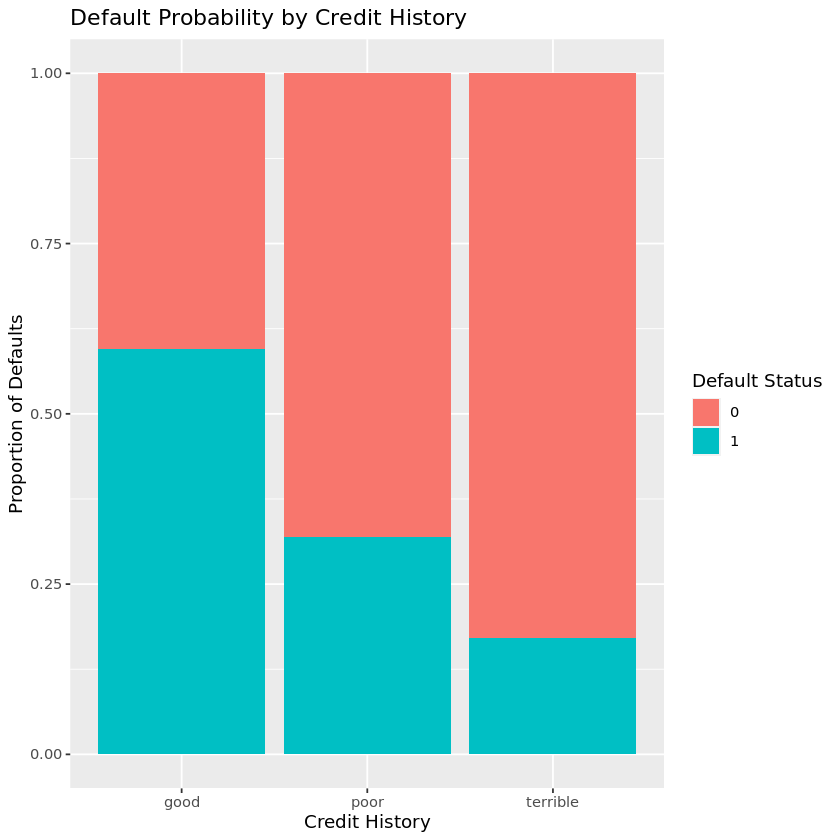 Default Probability by Credit History
Proportion of Defaults
1.00
0.75
0.50
0.25
0.00
good poor terrible
Credit History
Default Status
0
1